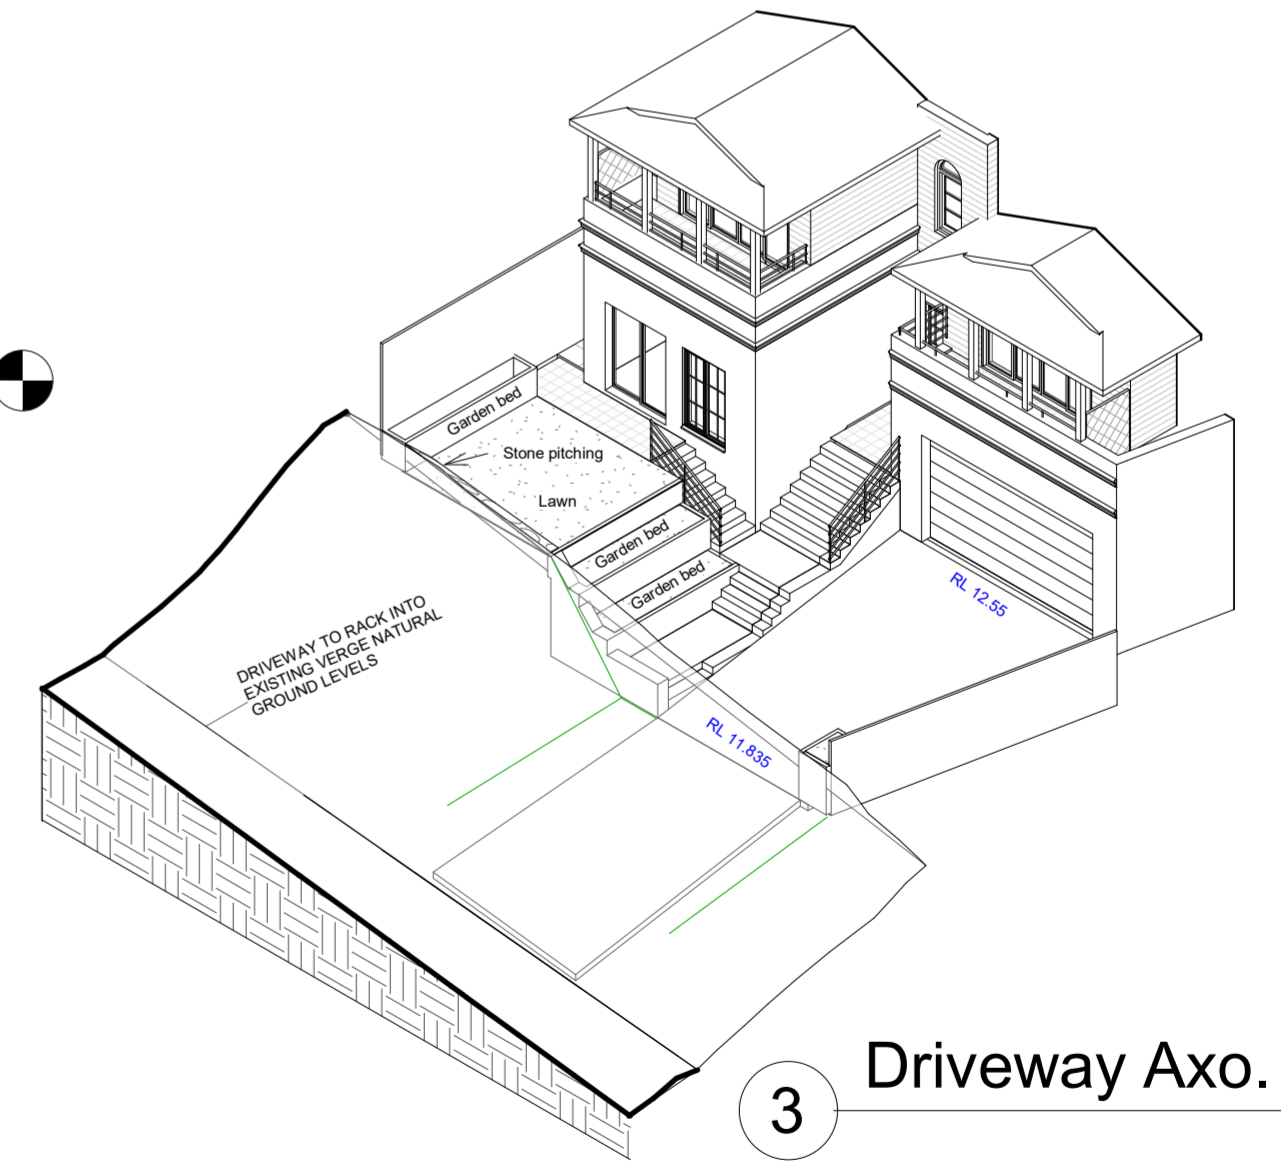 Garden bed
Stone pitching
Lawn
Garden bed
Garden bed
RL 12.55
DRIVEWAY TO RACK INTO
EXISTING VERGE NATURAL
GROUND LEVELS
RL 11.835
3
Driveway Axo.